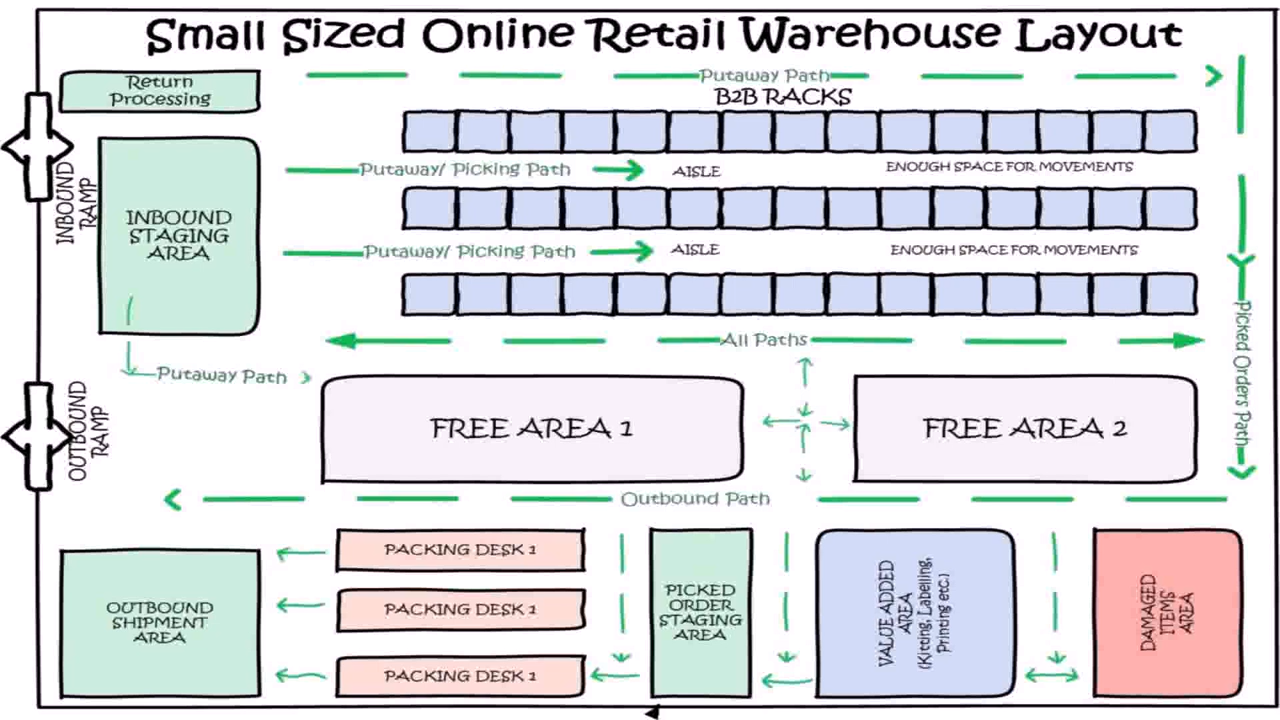 Small Sized Online Retail Warehouse Layout
Return
Processing
Putaway Path
B2B RACKS
INBOUND
RAMP
INBOUND
STAGING
AREA
Putaway/ Picking Path
AISLE
ENOUGH SPACE FOR MOVEMENTS
Putaway/ Picking Path
AISLE
ENOUGH SPACE FOR MOVEMENTS
Picked Orders Path
All Paths
Putaway Path
OUTBOUND
RAMP
FREE AREA 1
FREE AREA 2
Outbound Path
OUTBOUND
SHIPMENT
AREA
PACKING DESK 1
PACKING DESK 1
PACKING DESK 1
PICKED
ORDER
STAGING
AREA
VALUE ADDED
AREA
(Kitting, Labelling,
Printing etc.)
DAMAGED
ITEMS
AREA